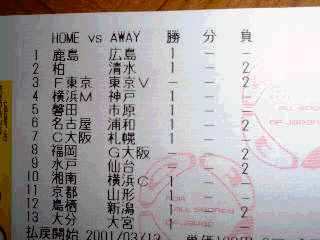 HOME vs AWAY 勝 分 負
1 鹿島 広島 1 - -
2 柏 清水 1 - 2
3 F東京 東京V - - 2
4 横浜M 神戸 1 - -
5 磐田 市原 1 - -
6 名古屋 浦和 1 - 2
7 C大阪 札幌 1 - -
8 福岡 G大阪 - - 2
9 水戸 仙台 - - 2
10 湘南 横浜C 1 -
11 京都 山形 1 - -
12 鳥栖 新潟 - - 2
13 大分 大宮 1 - -
払戻開始 2001/03/13
ALL SPORTS
OF JAPAN